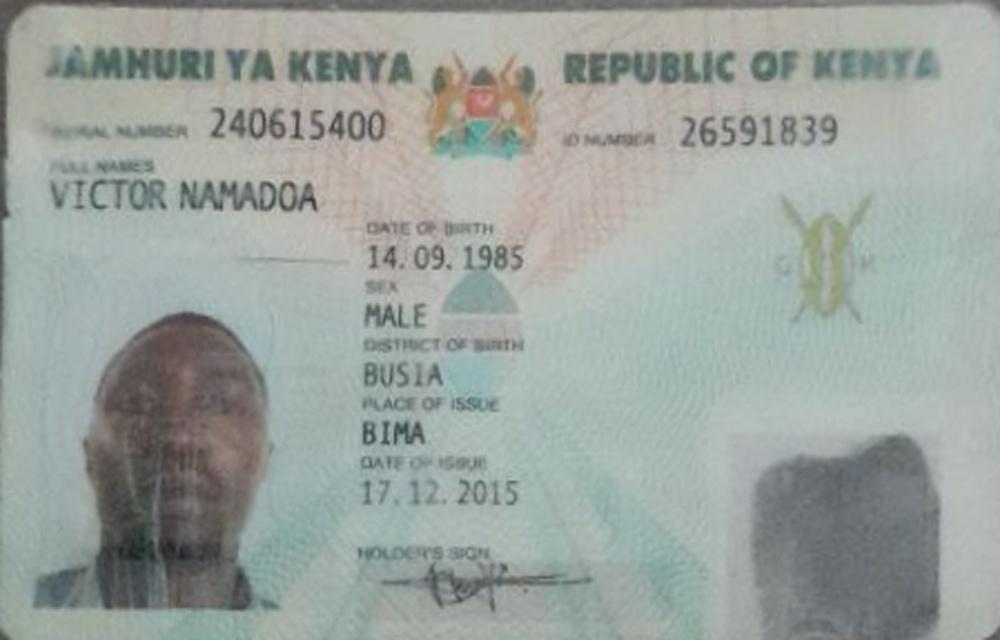 JAMHURI YA KENYA
REPUBLIC OF KENYA
SERIAL NUMBER 240615400
ID NUMBER 26591839
FULL NAMES
VICTOR NAMADOA
DATE OF BIRTH
14. 09. 1985
SEX
MALE
DISTRICT OF BIRTH
BUSIA
PLACE OF ISSUE
BIMA
DATE OF ISSUE
17. 12. 2015
HOLDER'S SIGN
G K